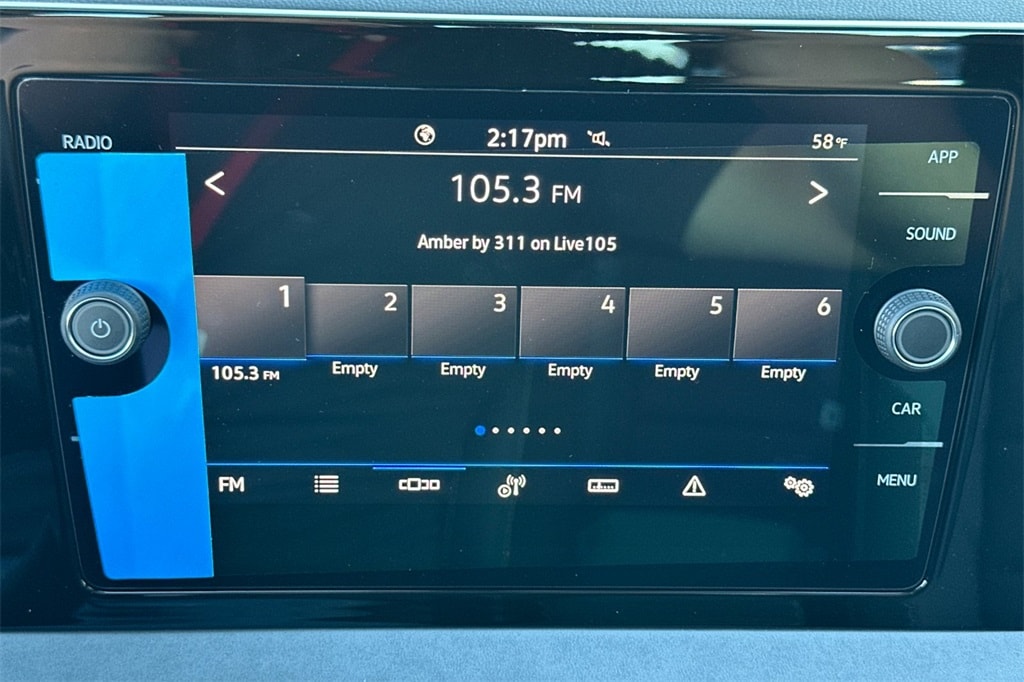 RADIO
2:17pm
58°F
APP
105.3 FM
SOUND
Amber by 311 on Live105
1 2 3 4 5 6
105.3 FM Empty Empty Empty Empty Empty
CAR
FM
MENU